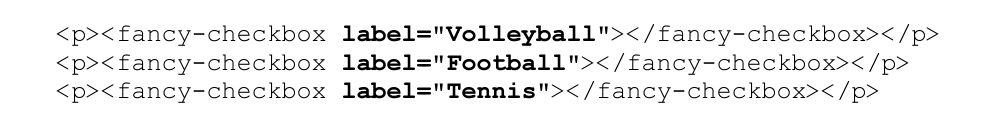 <p><fancy-checkbox label="Volleyball"></fancy-checkbox></p>
<p><fancy-checkbox label="Football"></fancy-checkbox></p>
<p><fancy-checkbox label="Tennis"></fancy-checkbox></p>